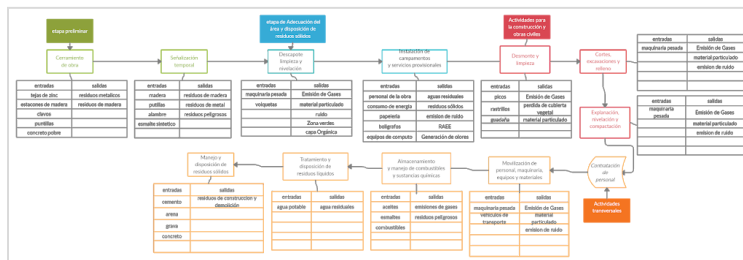 etapa preliminar
etapa de Adecuación del
área y disposición de
residuos sólidos
Actividades para
la construcción y
obras civiles
Cerramiento
de obra
Señalización
temporal
Descapote
limpieza y
nivelación
Instalación de
campamentos
y servicios provisionales
Desmonte y
limpieza
Cortes,
excavaciones y
relleno
entradas salidas
maquinaria pesada Emisión de Gases
material particulado
emision de ruido
entradas salidas
tejas de zinc residuos metalicos
estacones de madera residuos de madera
clavos
puntillas
concreto pobre
entradas salidas
madera residuos de madera
putillas residuos de metal
alambre residuos peligrosos
esmalte sintetico
entradas salidas
maquinaria pesada Emisión de Gases
volquetas material particulado
ruido
Zona verdes
capa Orgánica
entradas salidas
personal de la obra aguas residuales
consumo de energia residuos sólidos
papeleria emision de ruido
boligrafos RAEE
equipos de computo Generación de olores
entradas salidas
picos Emisión de Gases
rastrillos perdida de cubierta
vegetal
guadaña material particulado
Explanación,
nivelación y
compactación
entradas salidas
maquinaria
pesada Emisión de Gases
material particulado
emision de ruido
Manejo y
disposición de
residuos sólidos
Tratamiento y
disposición de
residuos líquidos
Almacenamiento
y manejo de combustibles
y sustancias químicas
Movilización de
personal, maquinaria,
equipos y materiales
Contratación
de
personal
Actividades
transversales
entradas salidas
cemento residuos de construcción y
demolición
arena
grava
concreto
entradas salidas
agua potable agua residuales
entradas salidas
aceites emisiones de gases
esmaltes residuos peligrosos
combustibles
entradas salidas
maquinaria pesada Emisión de Gases
vehiculos de
transporte material
particulado
emision de ruido